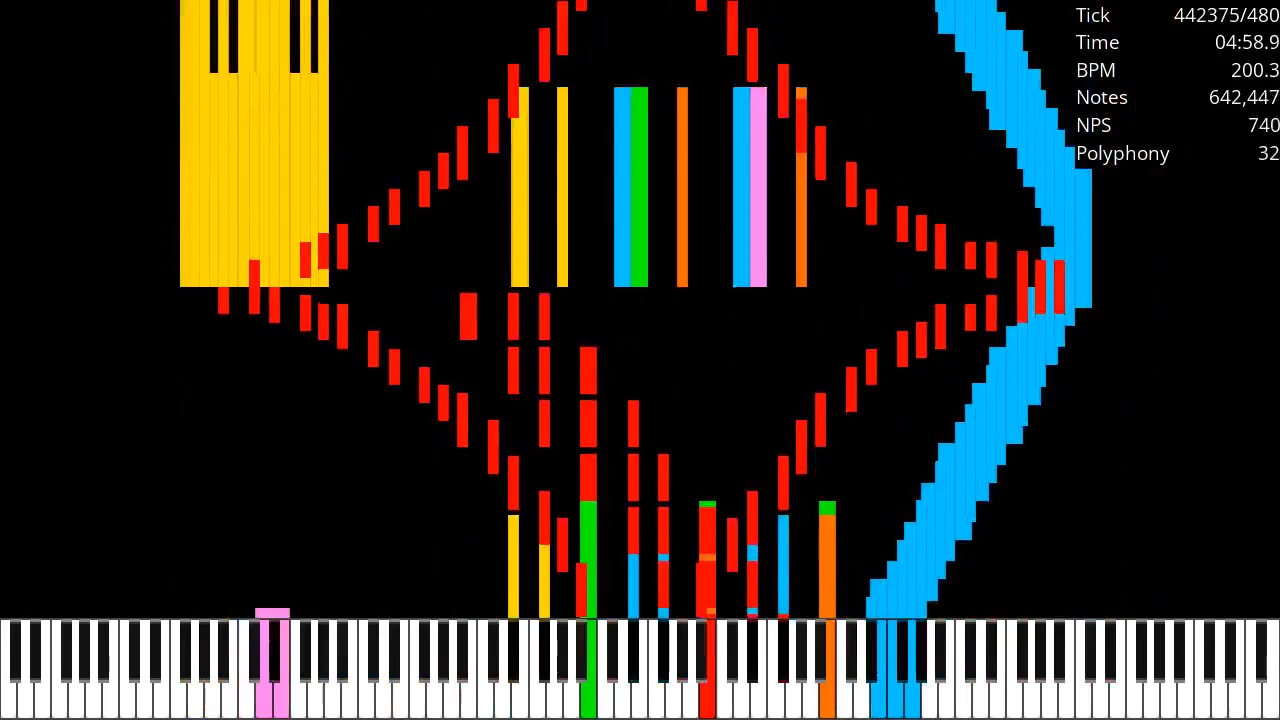 Tick 442375/480
Time 04:58.9
BPM 200.3
Notes 642,447
NPS 740
Polyphony 32